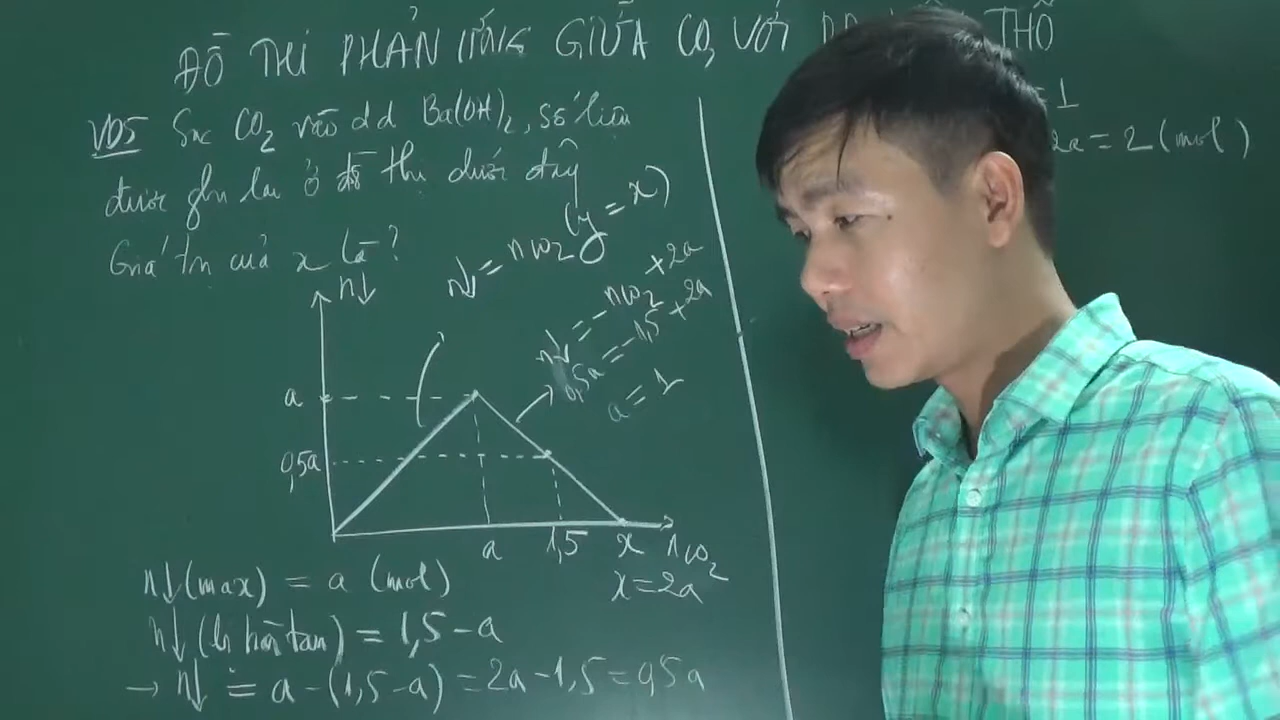 ĐỒ THỊ PHẢN ỨNG GIỮA CO2 VỚI THỔ
VD5 Sục CO2 vào dd Ba(OH)2, số liệu
được ghi lại ở đồ thị dưới đây
Giá trị của x là?
n↓ = nCO2 (y = x)
n↓ = -nCO2 + 2a
0,5a = -1,5 + 2a
a = 1
n↓
a
0,5a
a 1,5 x nCO2
x = 2a
n↓(max) = a (mol)
n↓(bị hòa tan) = 1,5 - a
→ n↓ = a - (1,5 - a) = 2a - 1,5 = 0,5a
= 1
2a = 2 (mol)